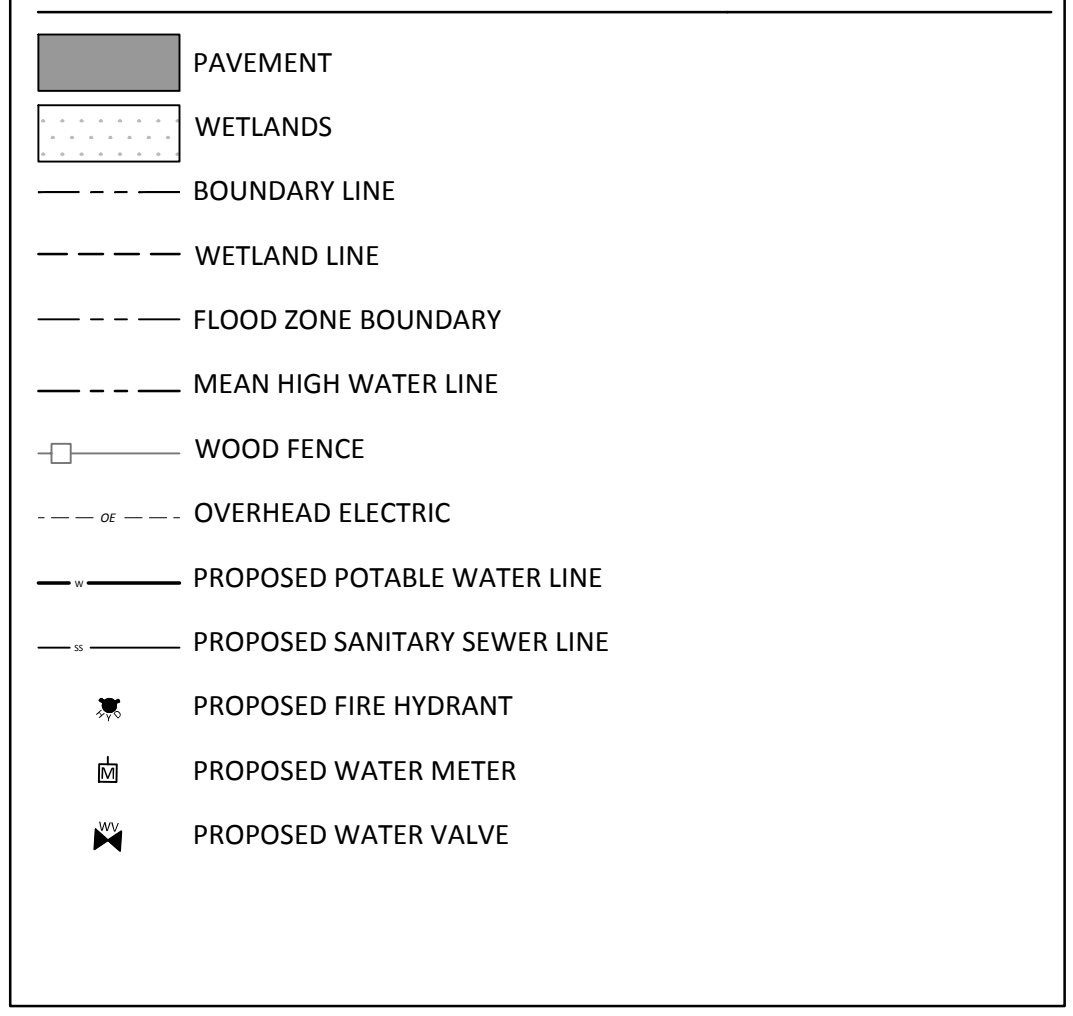 PAVEMENT
WETLANDS
BOUNDARY LINE
WETLAND LINE
FLOOD ZONE BOUNDARY
MEAN HIGH WATER LINE
WOOD FENCE
OE OVERHEAD ELECTRIC
W PROPOSED POTABLE WATER LINE
SS PROPOSED SANITARY SEWER LINE
HYD PROPOSED FIRE HYDRANT
M PROPOSED WATER METER
WV PROPOSED WATER VALVE